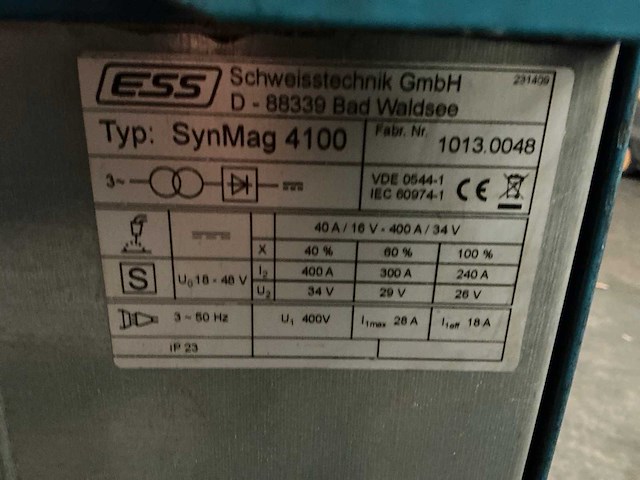 ESS Schweisstechnik GmbH 231409
D - 88339 Bad Waldsee
Typ: SynMag 4100 Fabr. Nr. 1013.0048
3~ VDE 0544-1
IEC 60974-1 CE
40 A / 16 V - 400 A / 34 V
X 40 % 60 % 100 %
S U0 18 - 48 V I2 400 A 300 A 240 A
U2 34 V 29 V 26 V
3 ~ 50 Hz U1 400V I1max 28 A I1eff 18 A
IP 23